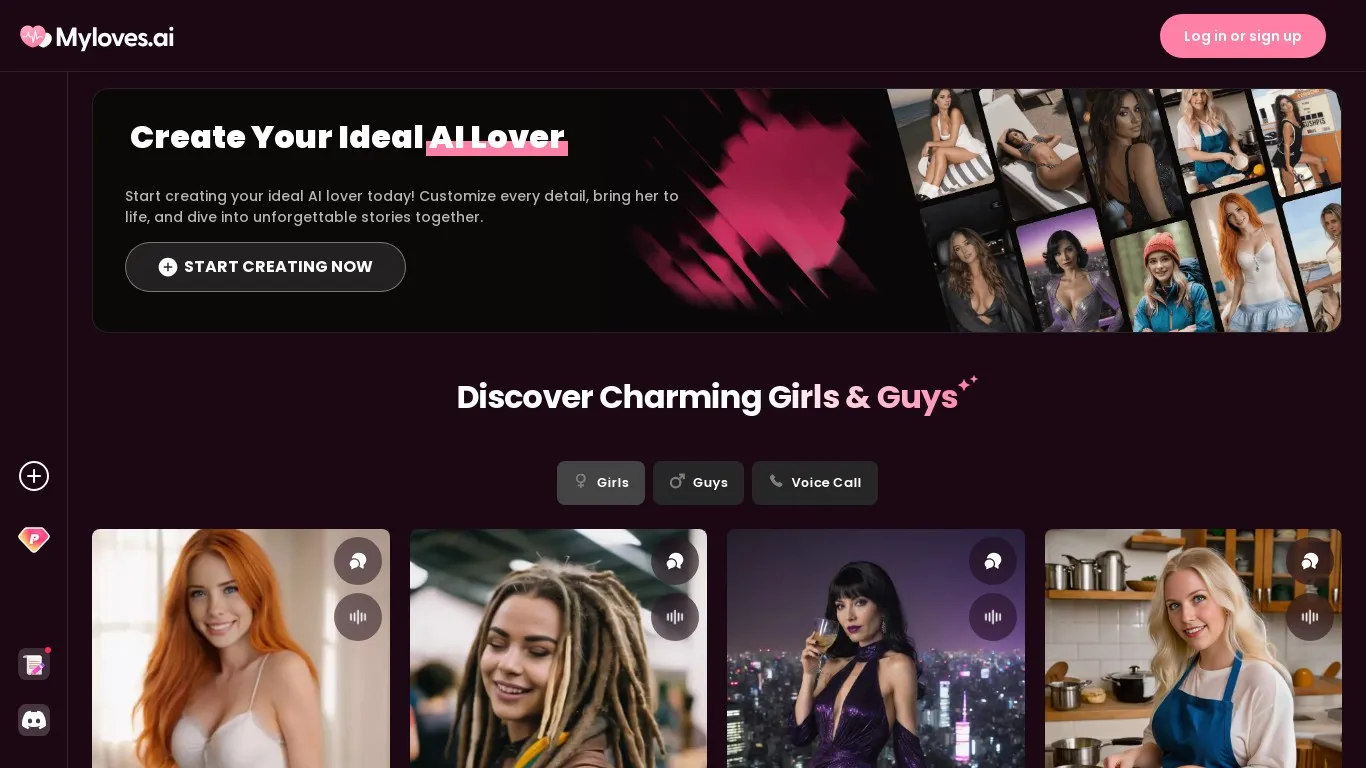 Myloves.ai
Log in or sign up
Create Your Ideal AI Lover
Start creating your ideal AI lover today! Customize every detail, bring her to
life, and dive into unforgettable stories together.
START CREATING NOW
Discover Charming Girls & Guys
Girls
Guys
Voice Call
P